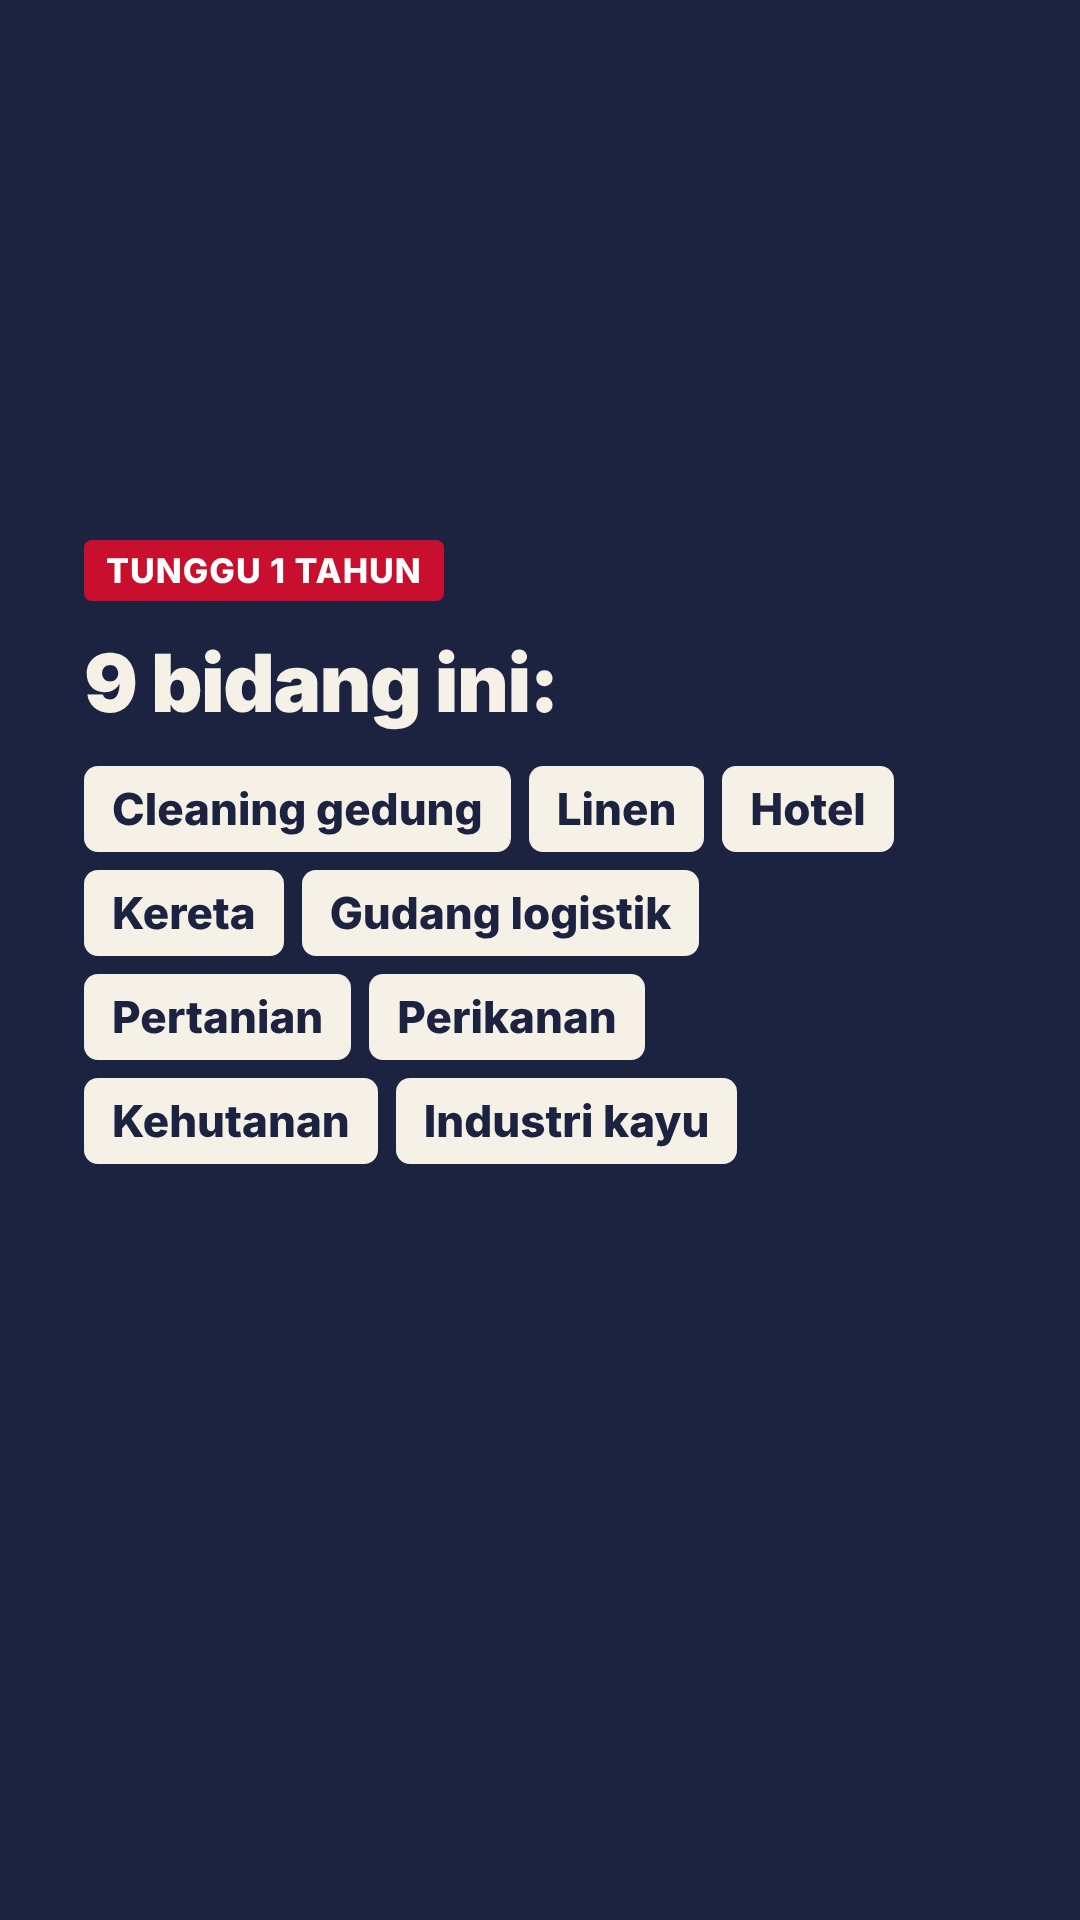 TUNGGU 1 TAHUN
9 bidang ini:
Cleaning gedung Linen Hotel
Kereta Gudang logistik
Pertanian Perikanan
Kehutanan Industri kayu